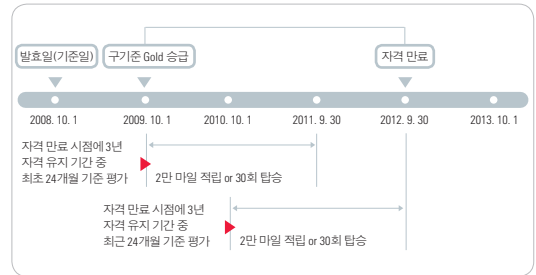 발효일(기준일) 구기준 Gold 승급 자격 만료
2008. 10. 1 2009. 10. 1 2010. 10. 1 2011. 9. 30 2012. 9. 30 2013. 10. 1
자격 만료 시점에 3년
자격 유지 기간 중
최초 24개월 기준 평가 2만 마일 적립 or 30회 탑승
자격 만료 시점에 3년
자격 유지 기간 중
최근 24개월 기준 평가 2만 마일 적립 or 30회 탑승